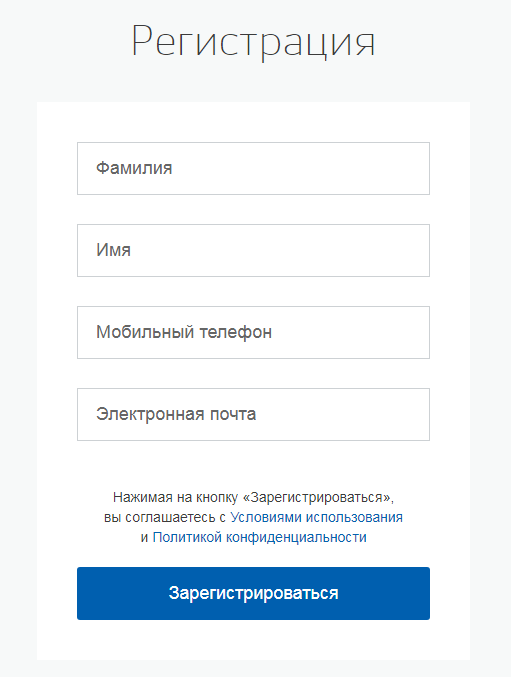 Регистрация
Фамилия
Имя
Мобильный телефон
Электронная почта
Нажимая на кнопку «Зарегистрироваться»,
вы соглашаетесь с Условиями использования
и Политикой конфиденциальности
Зарегистрироваться